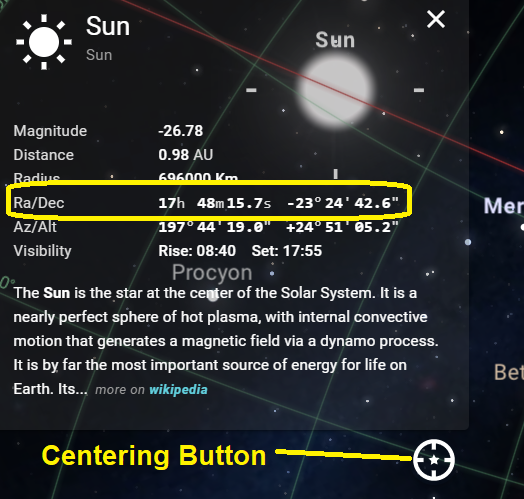 Sun
Sun
Sun
Magnitude -26.78
Distance 0.98 AU
Radius 696000 Km
Ra/Dec 17h 48m15.7s -23°24'42.6"
Az/Alt 197°44'19.0" +24°51'05.2"
Visibility Rise: 08:40 Set: 17:55
Mer
Procyon
0°
The Sun is the star at the center of the Solar System. It is a
nearly perfect sphere of hot plasma, with internal convective
motion that generates a magnetic field via a dynamo process.
It is by far the most important source of energy for life on
Earth. Its... more on wikipedia
Bet
Centering Button